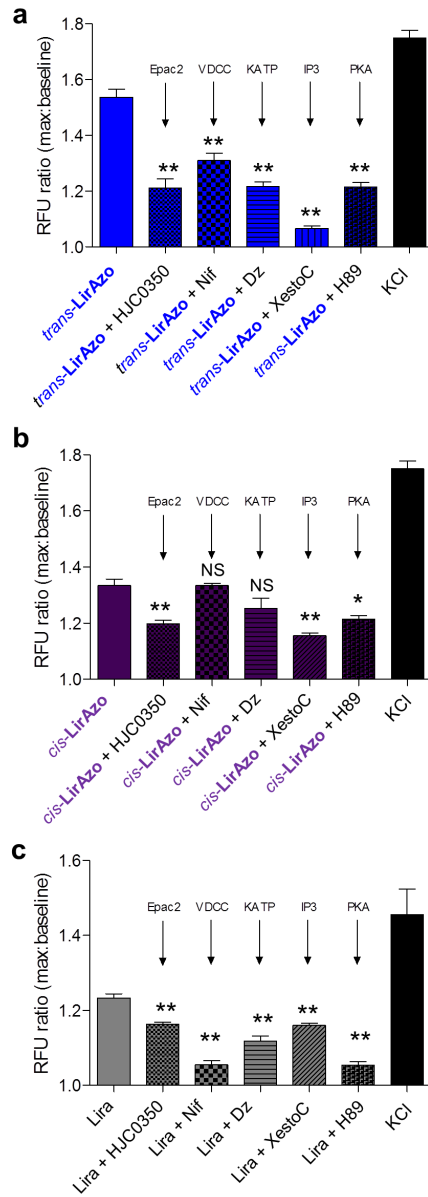 a
RFU ratio (max:baseline)
1.8
1.6
1.4
1.2
1.0
Epac2 VDCC KATP IP3 PKA
** ** ** ** **
trans-LirAzo
trans-LirAzo + HJC0350
trans-LirAzo + Nif
trans-LirAzo + Dz
trans-LirAzo + XestoC
trans-LirAzo + H89
KCl
b
RFU ratio (max:baseline)
1.8
1.6
1.4
1.2
1.0
Epac2 VDCC KATP IP3 PKA
** NS NS ** *
cis-LirAzo
cis-LirAzo + HJC0350
cis-LirAzo + Nif
cis-LirAzo + Dz
cis-LirAzo + XestoC
cis-LirAzo + H89
KCl
c
RFU ratio (max:baseline)
1.6
1.4
1.2
1.0
Epac2 VDCC KATP IP3 PKA
** ** ** ** **
Lira
Lira + HJC0350
Lira + Nif
Lira + Dz
Lira + XestoC
Lira + H89
KCl